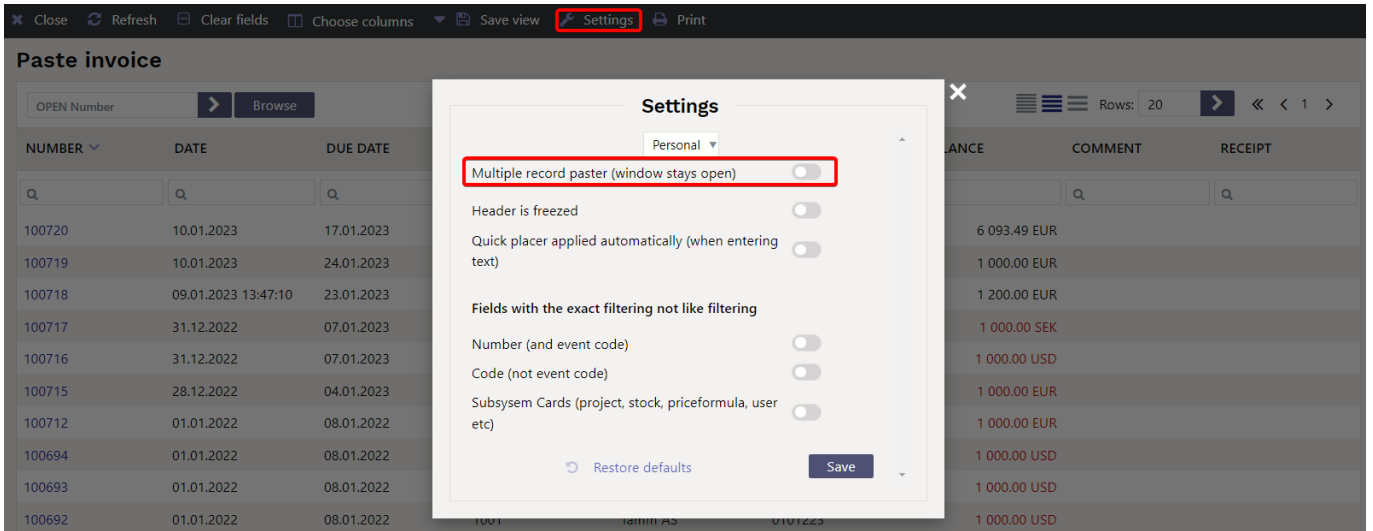 Close Refresh Clear fields Choose columns Save view Settings Print
Paste invoice
OPEN Number Browse Rows: 20 1
NUMBER DATE DUE DATE LANCE COMMENT RECEIPT
100720 10.01.2023 17.01.2023 6 093.49 EUR
100719 10.01.2023 24.01.2023 1 000.00 EUR
100718 09.01.2023 13:47:10 23.01.2023 1 200.00 EUR
100717 31.12.2022 07.01.2023 1 000.00 SEK
100716 31.12.2022 07.01.2023 1 000.00 USD
100715 28.12.2022 04.01.2023 1 000.00 EUR
100712 01.01.2022 08.01.2022 1 000.00 EUR
100694 01.01.2022 08.01.2022 1 000.00 USD
100693 01.01.2022 08.01.2022 1 000.00 USD
100692 01.01.2022 08.01.2022 1001 Tamm AS 0101223 1 000.00 USD
Settings
Personal
Multiple record paster (window stays open)
Header is freezed
Quick placer applied automatically (when entering
text)
Fields with the exact filtering not like filtering
Number (and event code)
Code (not event code)
Subsysem Cards (project, stock, priceformula, user
etc)
Restore defaults Save